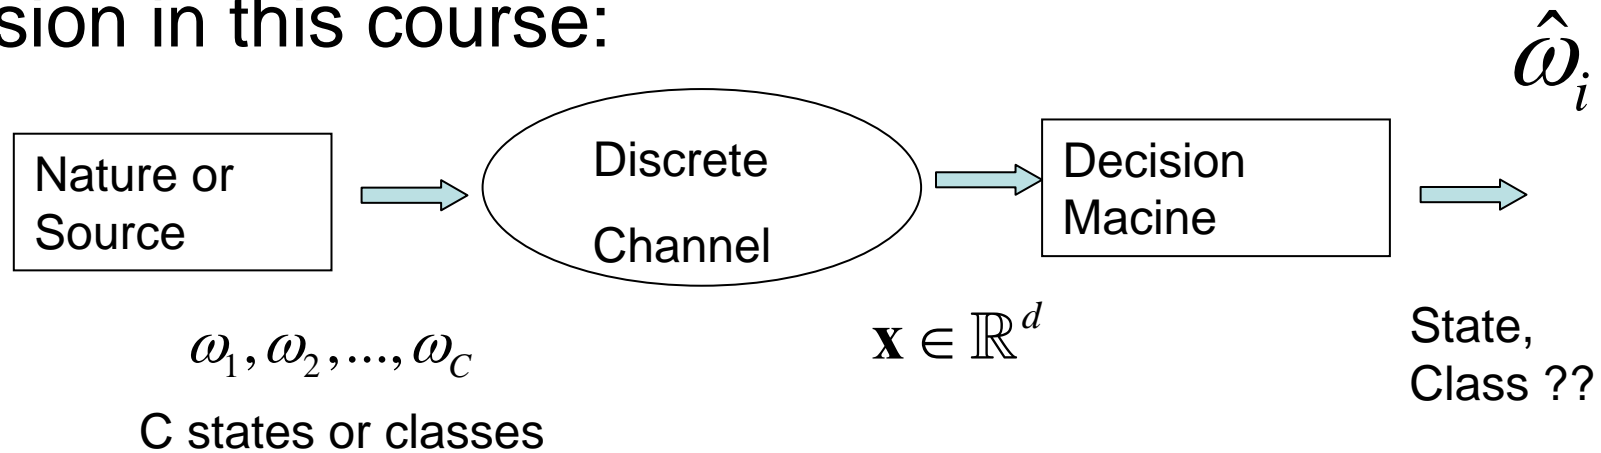 sion in this course:
ω̂ᵢ
Nature or
Source
Discrete
Channel
Decision
Macine
ω₁, ω₂, ..., ω_C
C states or classes
𝐱 ∈ ℝᵈ
State,
Class ??